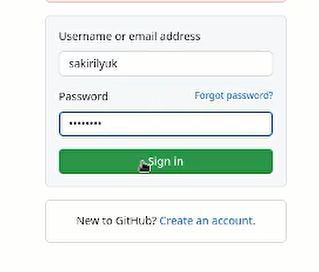 Username or email address
sakirilyuk
Password Forgot password?
••••••••
Sign in
New to GitHub? Create an account.